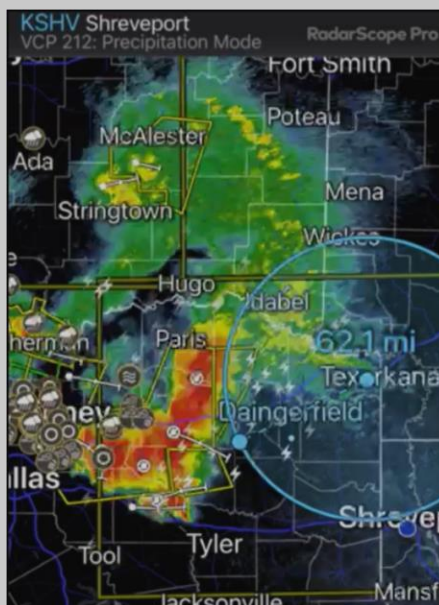 KSHV Shreveport
VCP 212: Precipitation Mode
RadarScope Pro
Fort Smith
Poteau
McAlester
Ada
Mena
Stringtown
Wickes
Hugo
Idabel
62.1 mi
Paris
Texarkana
Daingerfield
Tyler
Tool